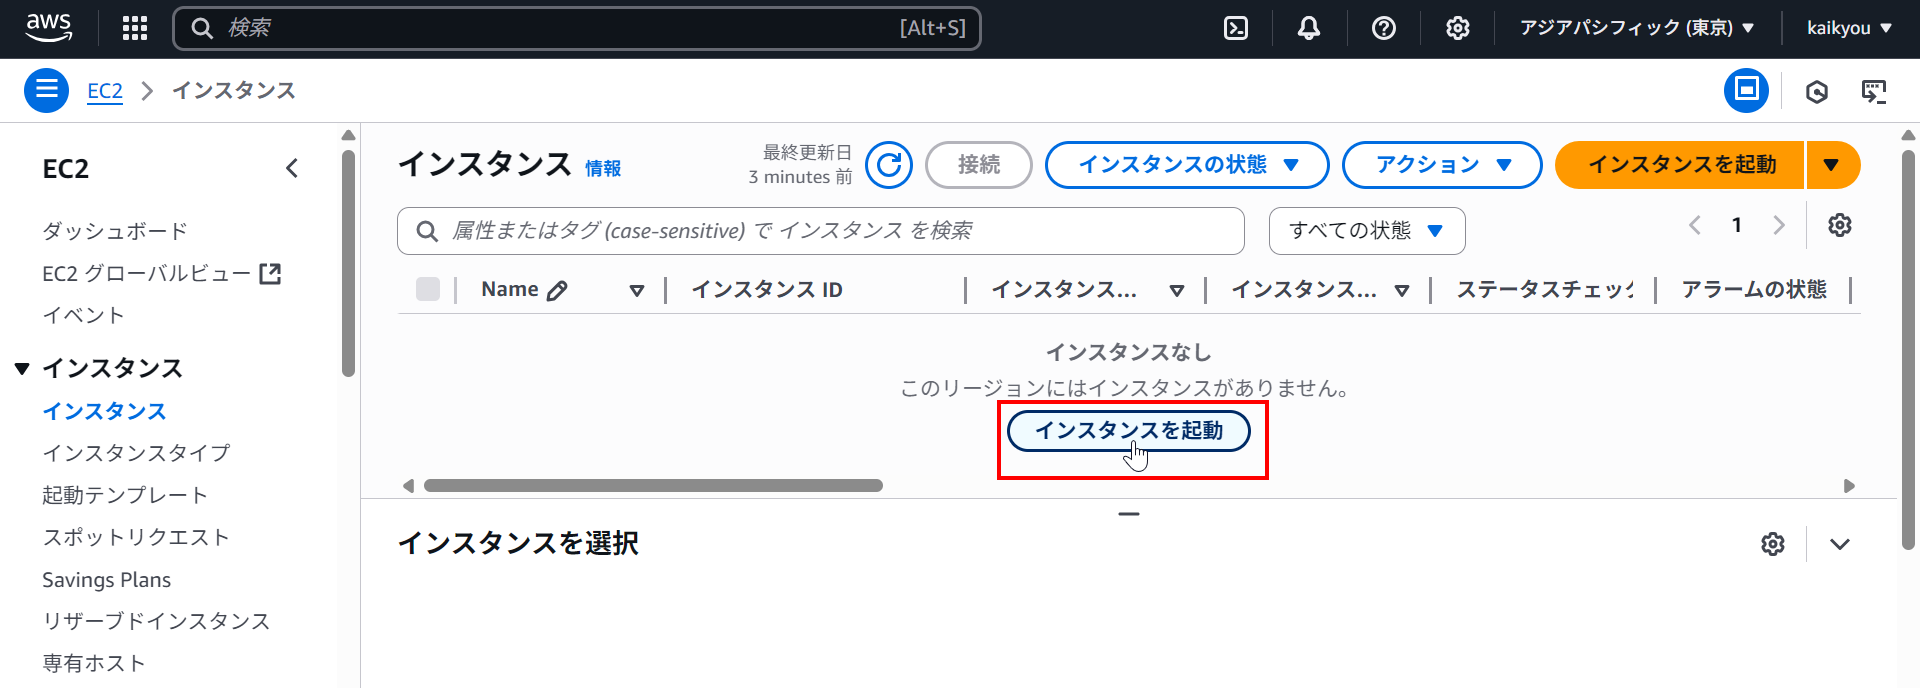 aws
検索 [Alt+S]
アジアパシフィック (東京) ▼
kaikyou ▼
EC2 > インスタンス
EC2
ダッシュボード
EC2 グローバルビュー
イベント
インスタンス
インスタンス
インスタンスタイプ
起動テンプレート
スポットリクエスト
Savings Plans
リザーブドインスタンス
専有ホスト
インスタンス 情報
最終更新日
3 minutes 前
接続
インスタンスの状態 ▼
アクション ▼
インスタンスを起動 ▼
属性またはタグ (case-sensitive) で インスタンス を検索
すべての状態 ▼
1
Name
インスタンス ID
インスタンス...
インスタンス...
ステータスチェック
アラームの状態
インスタンスなし
このリージョンにはインスタンスがありません。
インスタンスを起動
インスタンスを選択